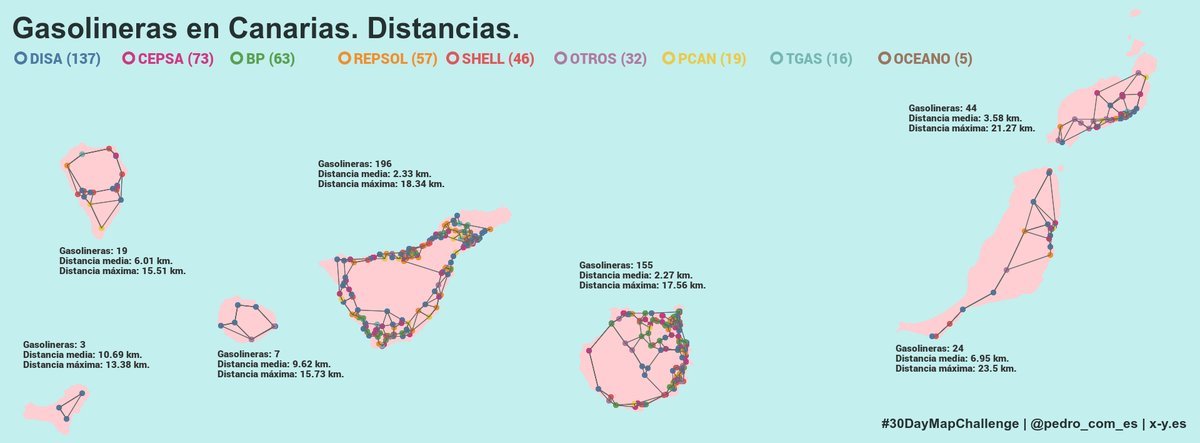 Gasolineras en Canarias. Distancias.
DISA (137) CEPSA (73) BP (63) REPSOL (57) SHELL (46) OTROS (32) PCAN (19) TGAS (16) OCEANO (5)
Gasolineras: 44
Distancia media: 3.58 km.
Distancia máxima: 21.27 km.
Gasolineras: 196
Distancia media: 2.33 km.
Distancia máxima: 18.34 km.
Gasolineras: 19
Distancia media: 6.01 km.
Distancia máxima: 15.51 km.
Gasolineras: 155
Distancia media: 2.27 km.
Distancia máxima: 17.56 km.
Gasolineras: 3
Distancia media: 10.69 km.
Distancia máxima: 13.38 km.
Gasolineras: 7
Distancia media: 9.62 km.
Distancia máxima: 15.73 km.
Gasolineras: 24
Distancia media: 6.95 km.
Distancia máxima: 23.5 km.
#30DayMapChallenge | @pedro_com_es | x-y.es